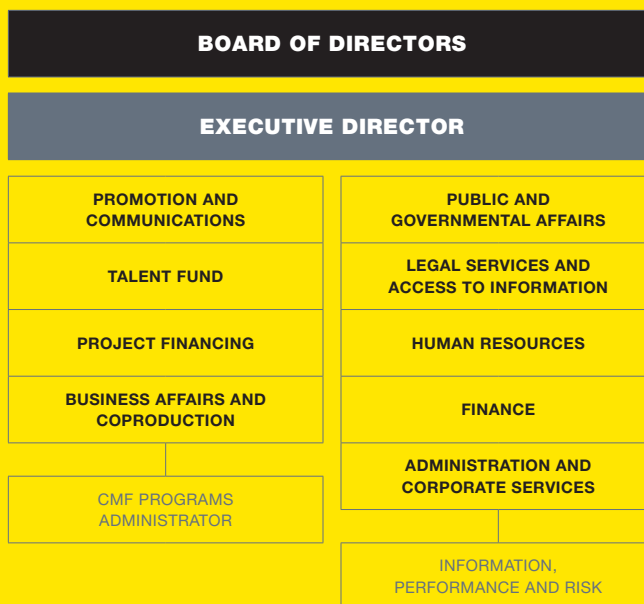 BOARD OF DIRECTORS
EXECUTIVE DIRECTOR
PROMOTION AND
COMMUNICATIONS
TALENT FUND
PROJECT FINANCING
BUSINESS AFFAIRS AND
COPRODUCTION
CMF PROGRAMS
ADMINISTRATOR
PUBLIC AND
GOVERNMENTAL AFFAIRS
LEGAL SERVICES AND
ACCESS TO INFORMATION
HUMAN RESOURCES
FINANCE
ADMINISTRATION AND
CORPORATE SERVICES
INFORMATION,
PERFORMANCE AND RISK